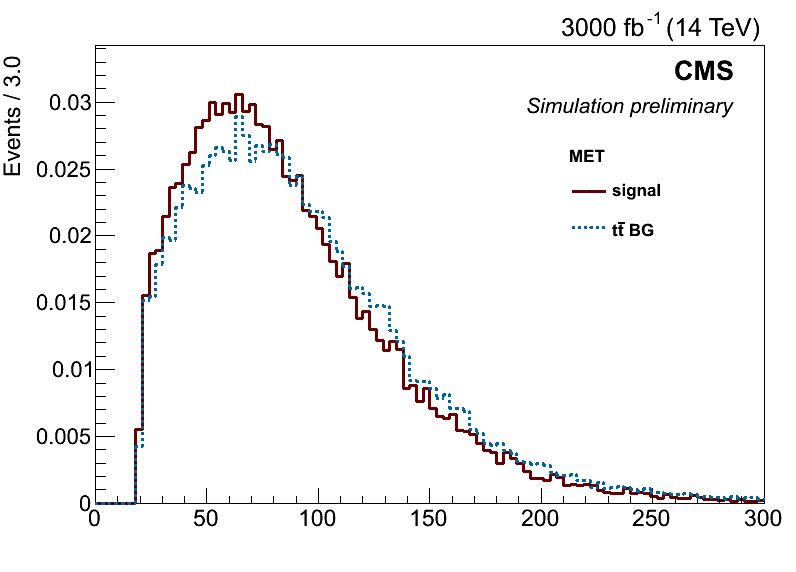 3000 fb⁻¹ (14 TeV)
Events / 3.0
CMS
Simulation preliminary
MET
signal
tt̄ BG
0.03
0.025
0.02
0.015
0.01
0.005
0
0 50 100 150 200 250 300